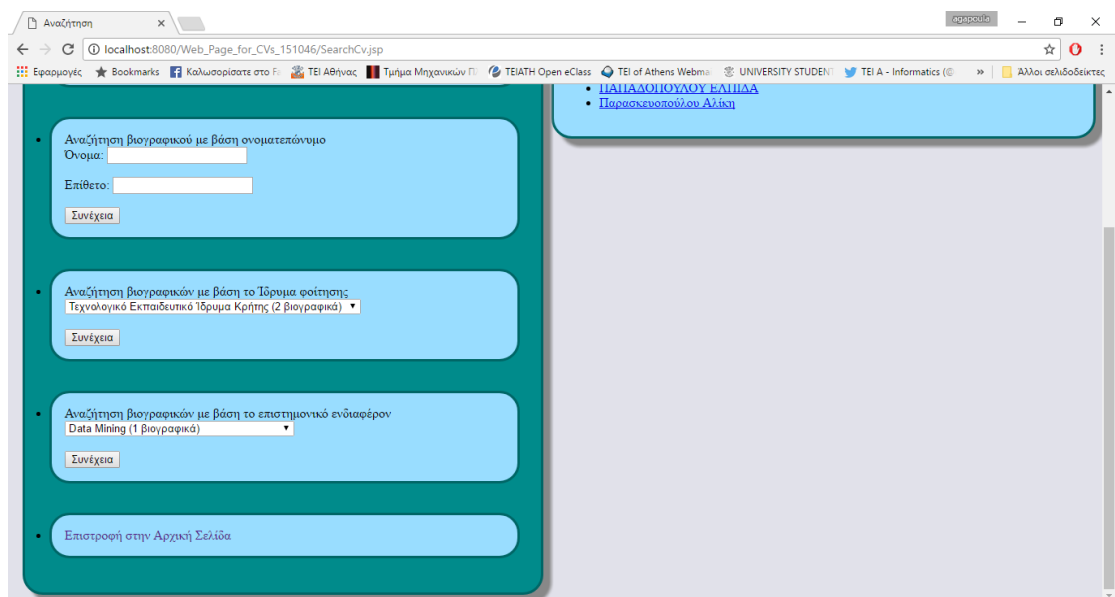 Αναζήτηση
agapoula
localhost:8080/Web_Page_for_CVs_151046/SearchCv.jsp
Εφαρμογές Bookmarks Καλωσορίσατε στο Fa ΤΕΙ Αθήνας Τμήμα Μηχανικών Π TEIATH Open eClass TEI of Athens Webma UNIVERSITY STUDENT TEI A - Informatics (@ » Άλλοι σελιδοδείκτες
ΠΑΠΑΔΟΠΟΥΛΟΥ ΕΛΠΙΔΑ
Παρασκευοπούλου Αλίκη
Αναζήτηση βιογραφικού με βάση ονοματεπώνυμο
Όνομα:
Επίθετο:
Συνέχεια
Αναζήτηση βιογραφικών με βάση το Ίδρυμα φοίτησης
Τεχνολογικό Εκπαιδευτικό Ίδρυμα Κρήτης (2 βιογραφικά)
Συνέχεια
Αναζήτηση βιογραφικών με βάση το επιστημονικό ενδιαφέρον
Data Mining (1 βιογραφικά)
Συνέχεια
Επιστροφή στην Αρχική Σελίδα